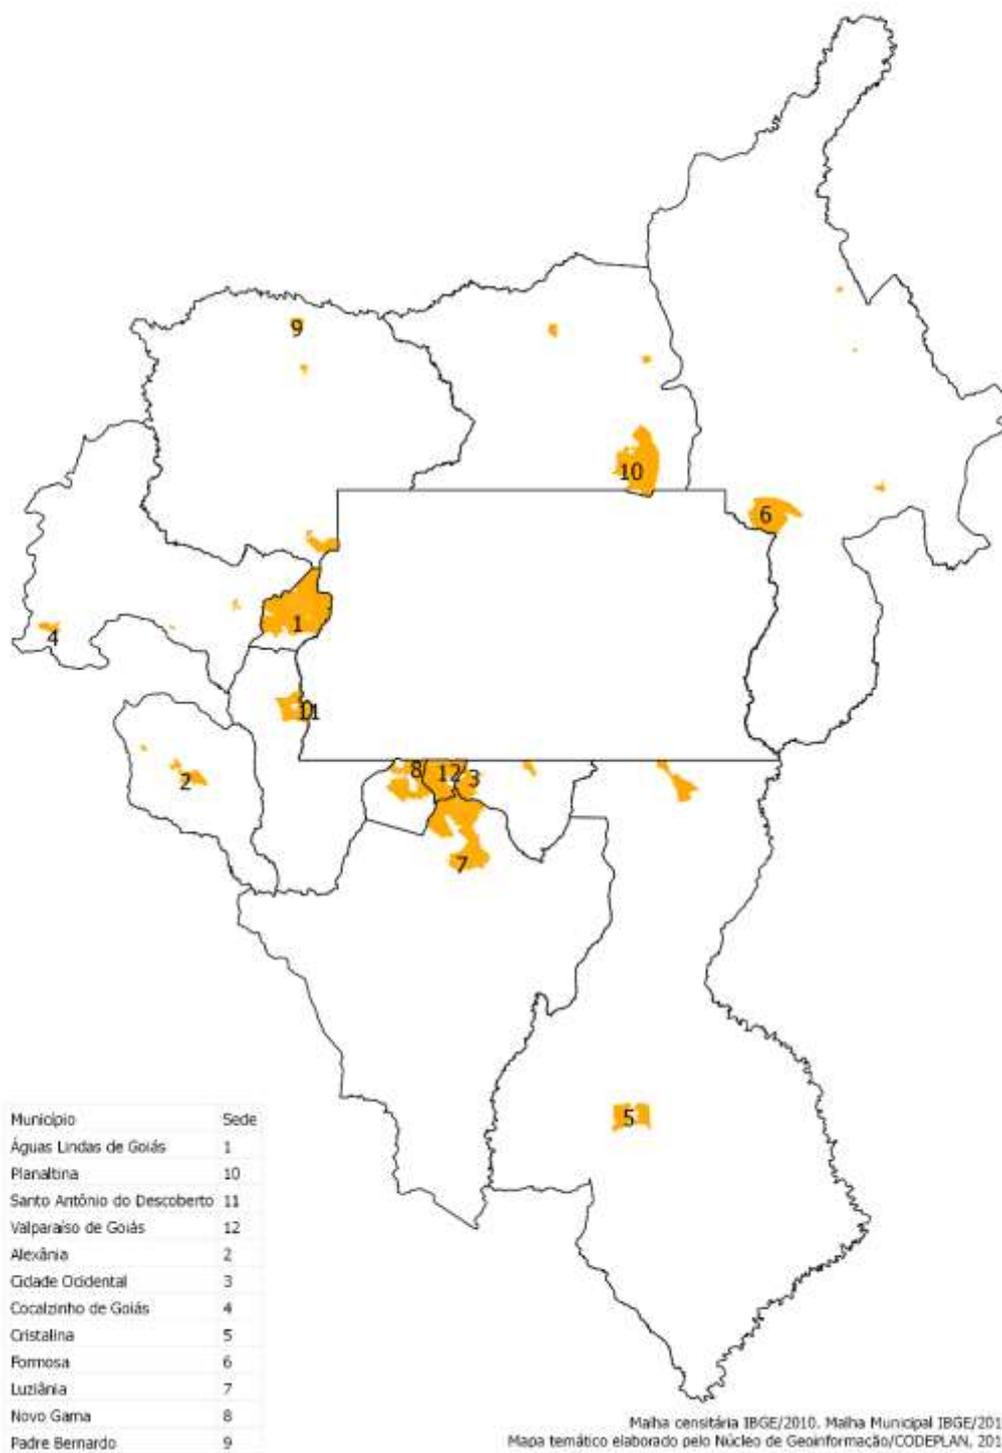 9
10
6
1
4
11
2
8
12
3
7
5
Município Sede
Águas Lindas de Goiás 1
Planaltina 10
Santo Antônio do Descoberto 11
Valparaíso de Goiás 12
Alexânia 2
Cidade Ocidental 3
Cocalzinho de Goiás 4
Cristalina 5
Formosa 6
Luziânia 7
Novo Gama 8
Padre Bernardo 9
Malha censitária IBGE/2010. Malha Municipal IBGE/201
Mapa temático elaborado pelo Núcleo de Geoinformação/CODEPLAN, 201